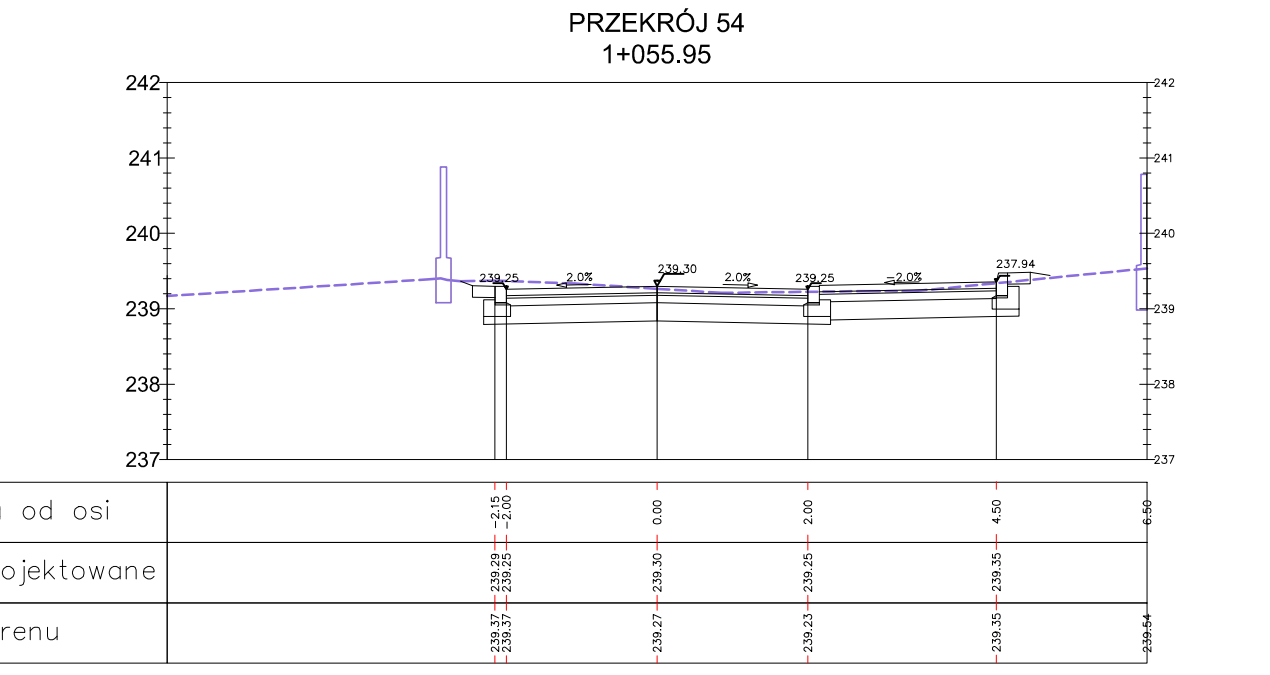 PRZEKRÓJ 54
1+055.95
242 242
241 241
240 240
239.25 2.0% 239.30 2.0% 239.25 -2.0% 237.94
239 239
238 238
237 237
od osi -2.15 -2.00 0.00 2.00 4.50 6.50
ojektowane 239.29 239.25 239.30 239.25 239.35
renu 239.37 239.37 239.27 239.23 239.35 239.54